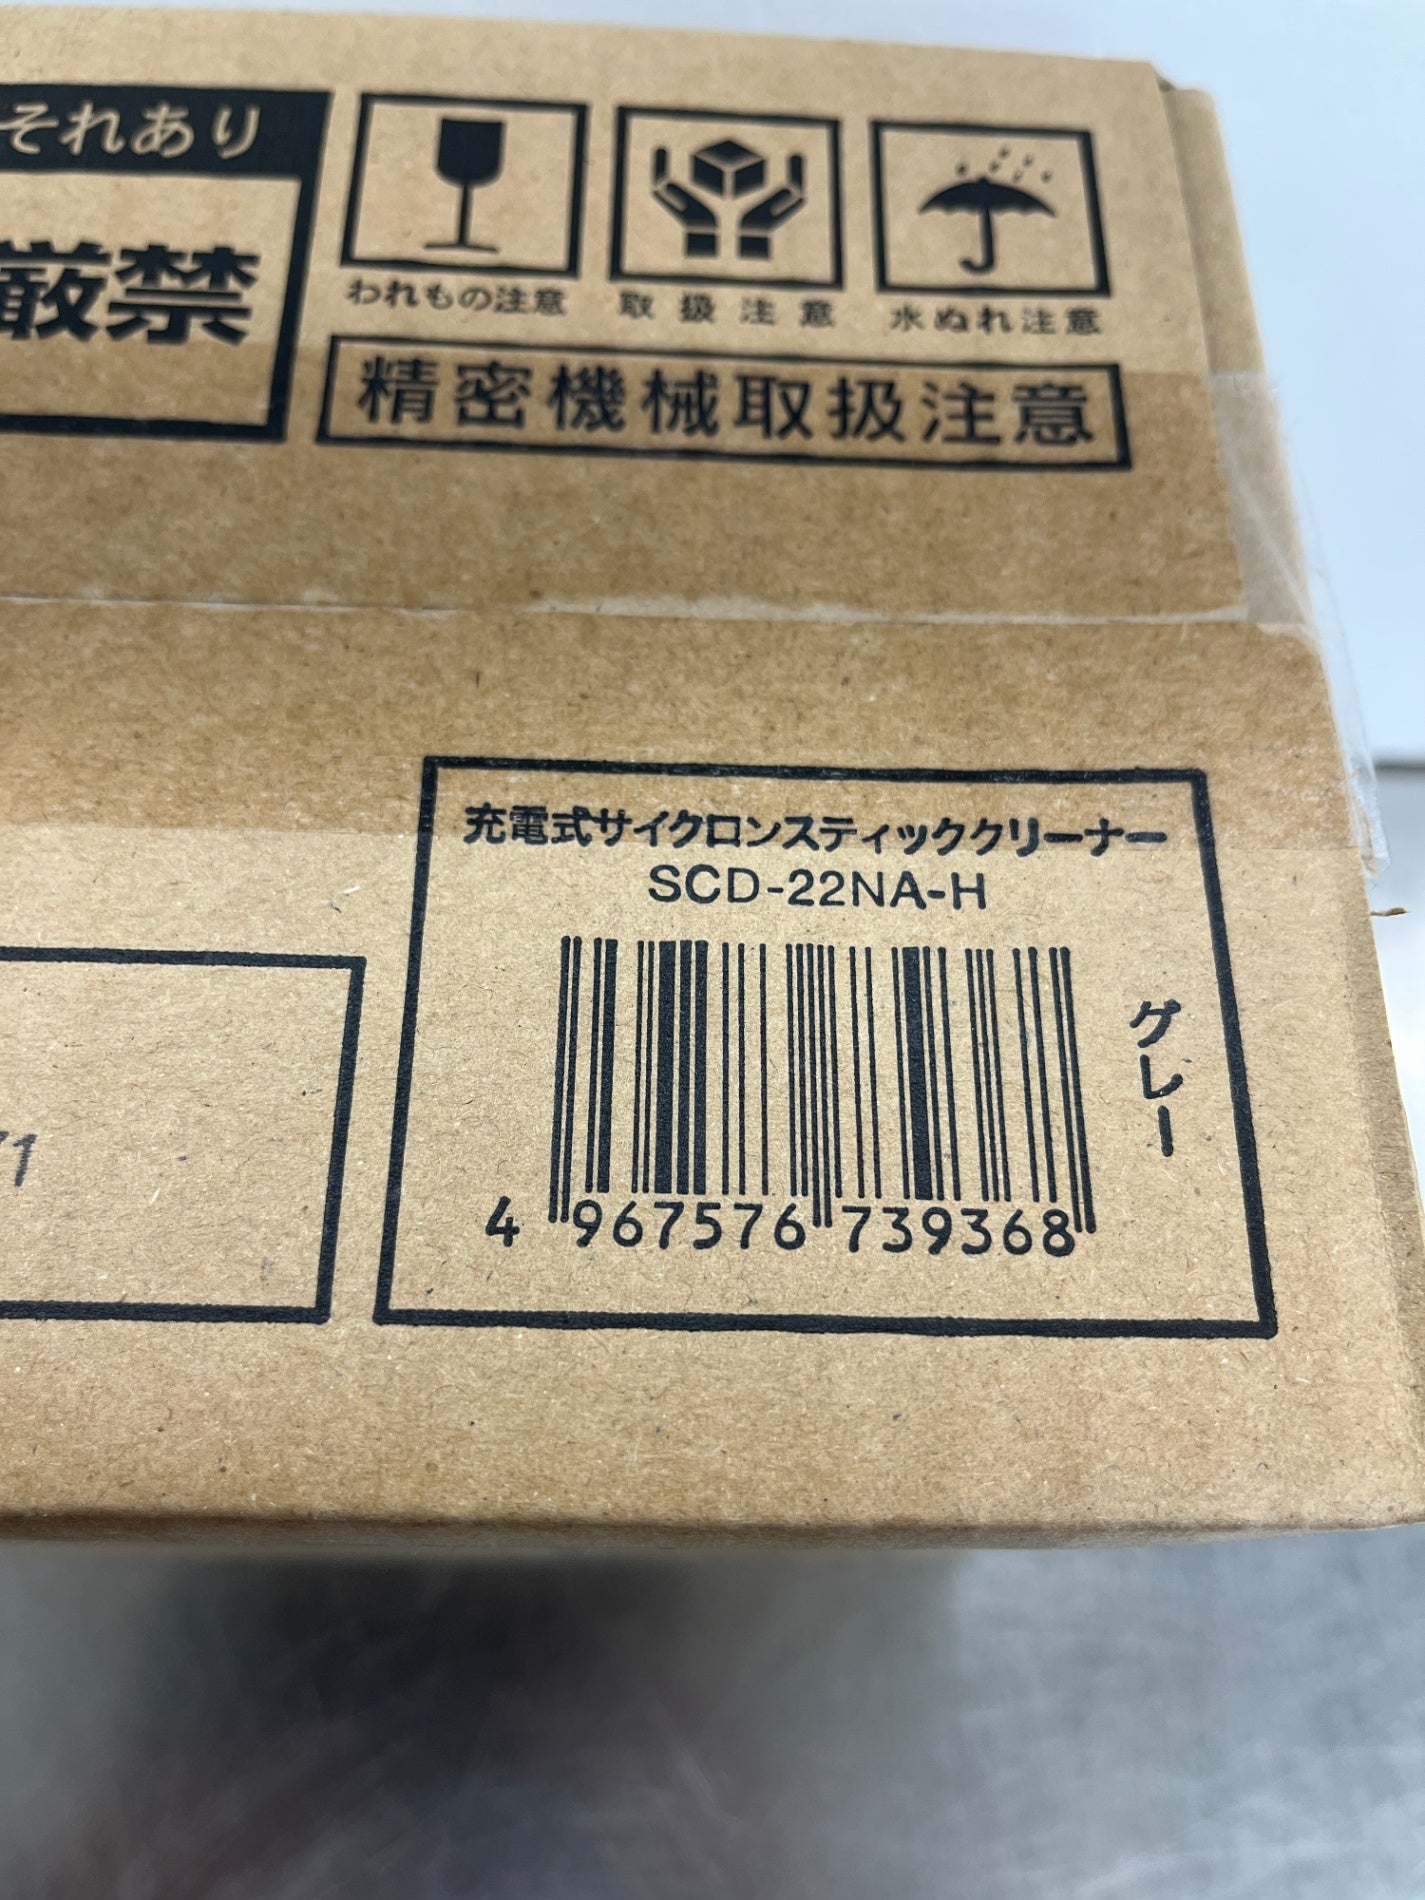 それあり
厳禁
われもの注意
取扱注意
水ぬれ注意
精密機械取扱注意
充電式サイクロンスティッククリーナー
SCD-22NA-H
グレー
4 967576 739368
1